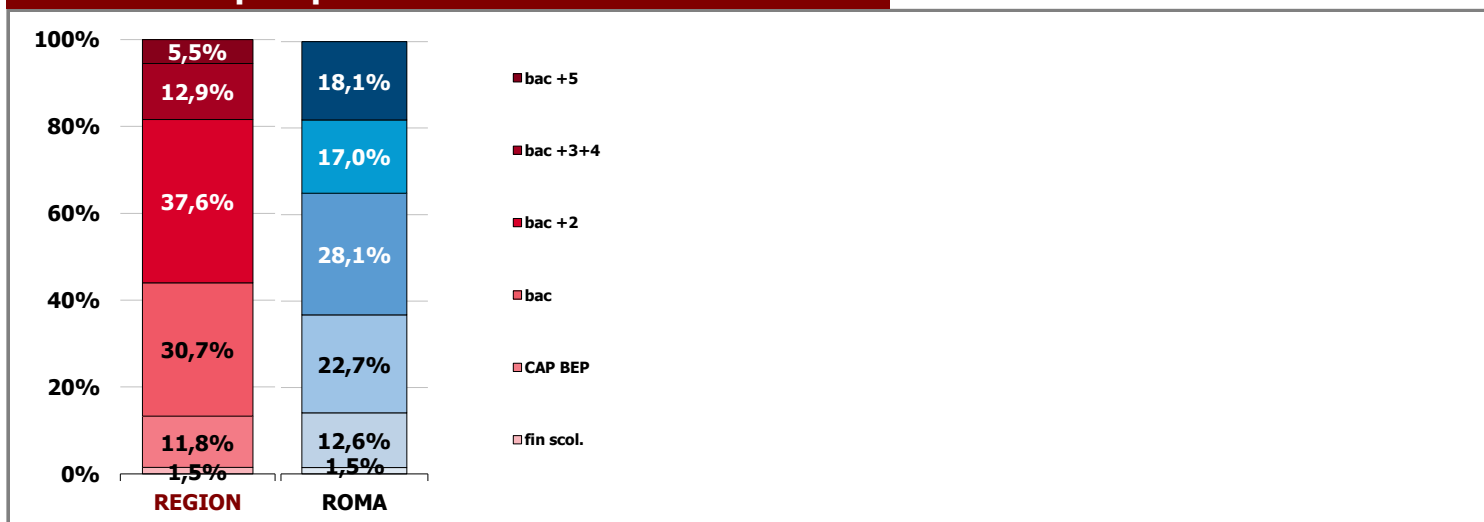 100%
80%
60%
40%
20%
0%
5,5%
12,9%
37,6%
30,7%
11,8%
1,5%
REGION
18,1%
17,0%
28,1%
22,7%
12,6%
1,5%
ROMA
bac +5
bac +3+4
bac +2
bac
CAP BEP
fin scol.